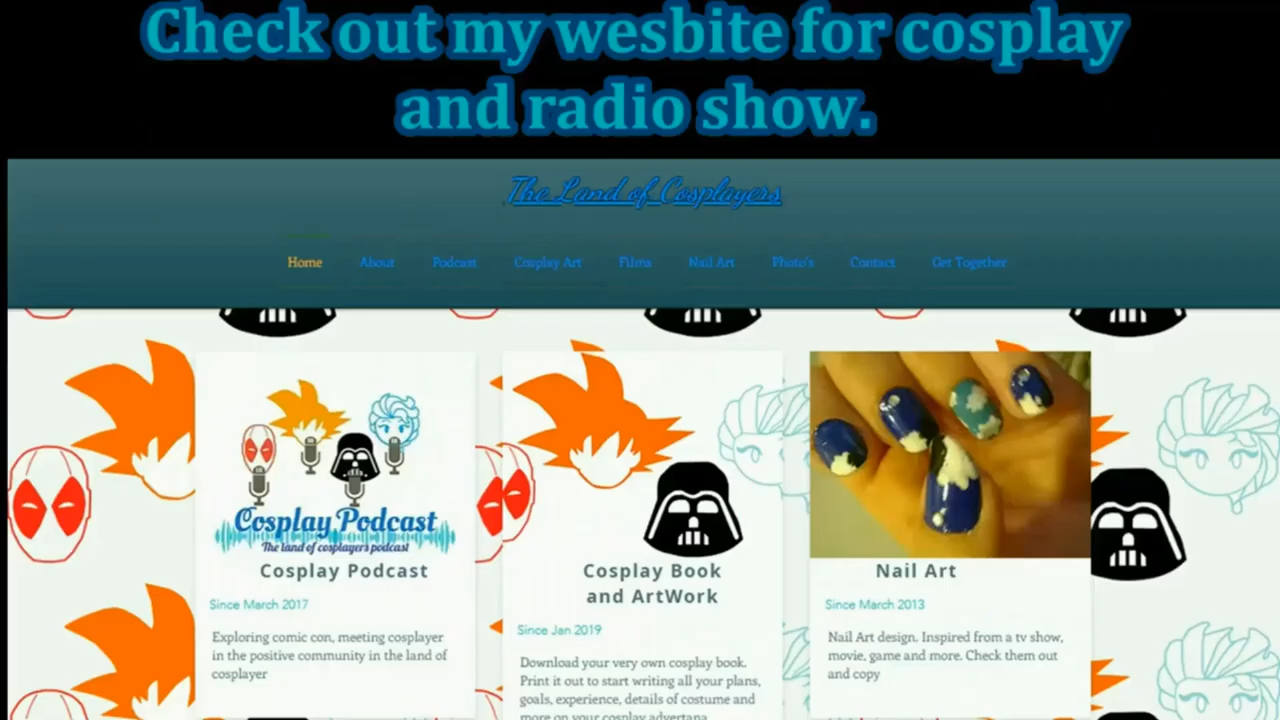 Check out my wesbite for cosplay
and radio show.
The Land of Cosplayers
Home About Podcast Cosplay Art Films Nail Art Photo's Contact Get Together
Cosplay Podcast
The land of cosplayers podcast
Cosplay Podcast
Since March 2017
Exploring comic con, meeting cosplayer
in the positive community in the land of
cosplayer
Cosplay Book
and ArtWork
Since Jan 2019
Download your very own cosplay book.
Print it out to start writing all your plans,
goals, experience, details of costume and
more on your cosplay advertana
Nail Art
Since March 2013
Nail Art design. Inspired from a tv show,
movie, game and more. Check them out
and copy